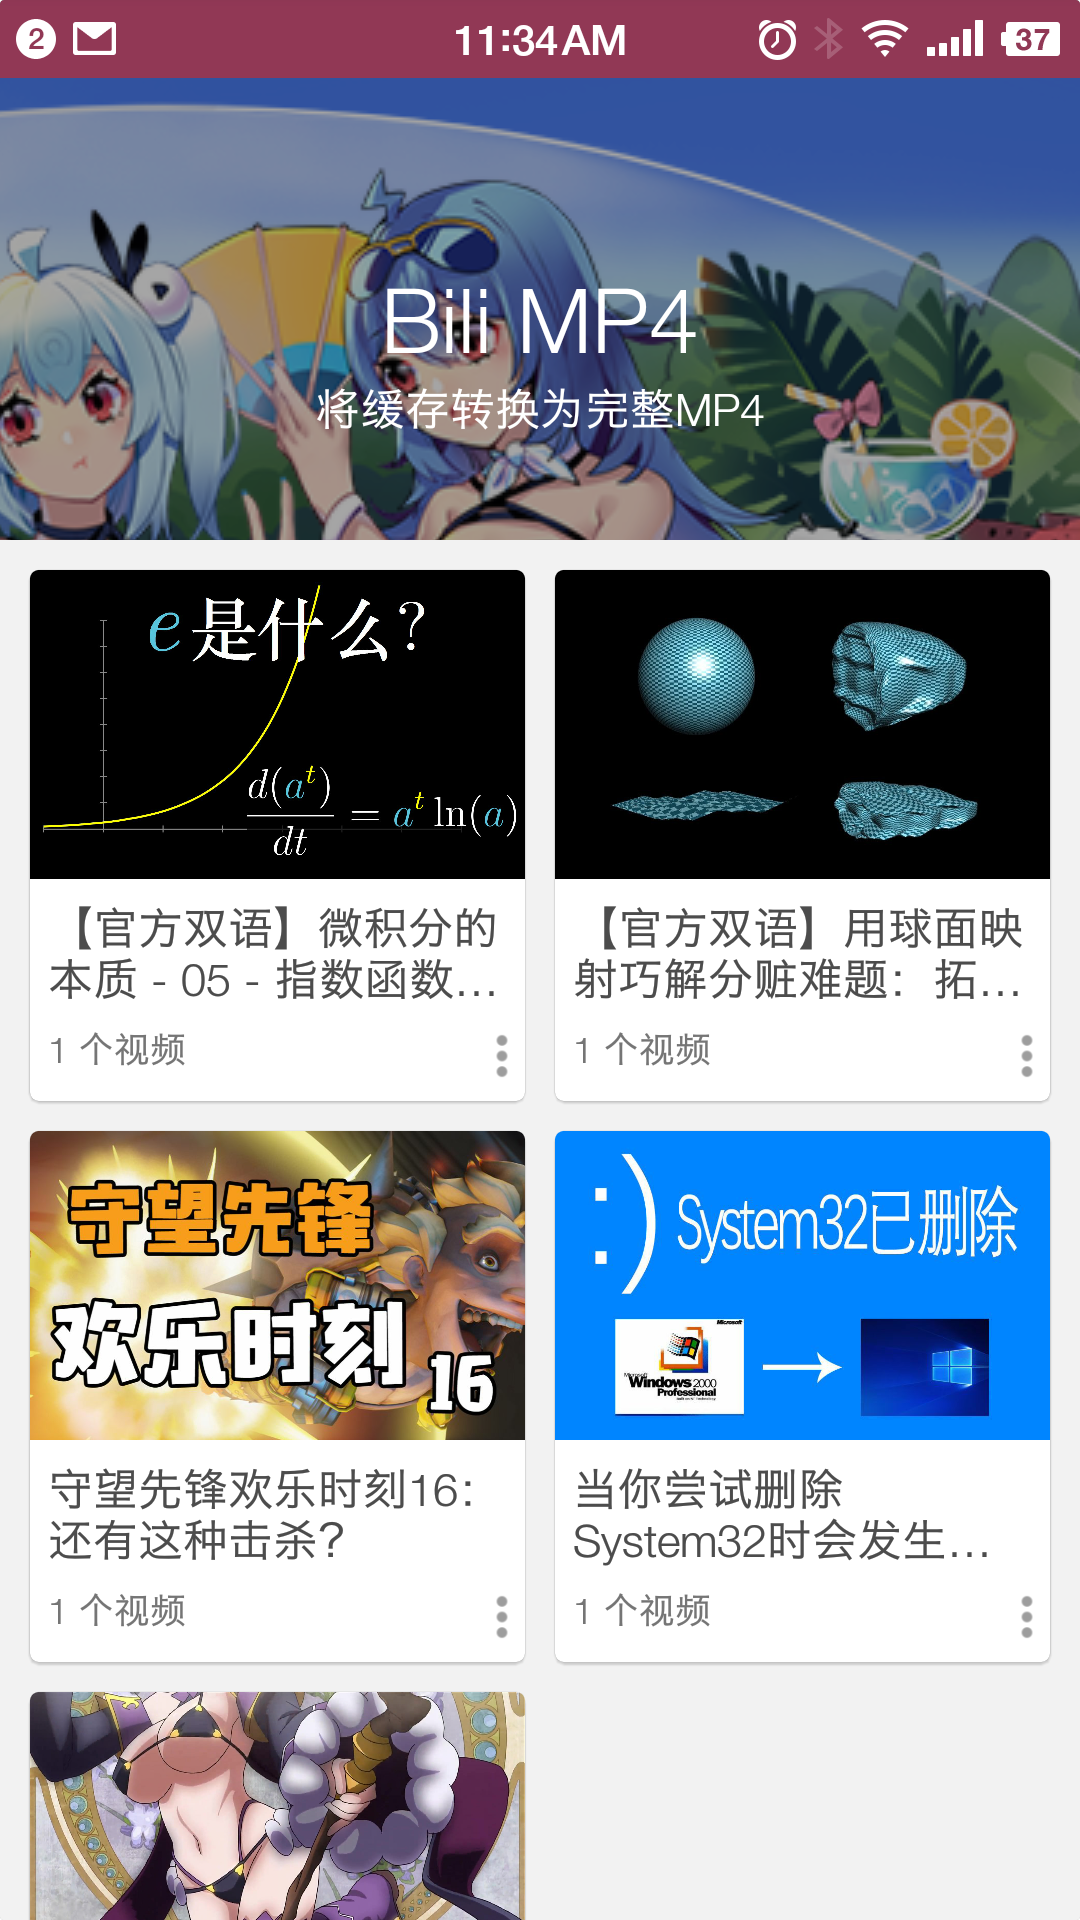 2
11:34AM
37
Bili MP4
将缓存转换为完整MP4
e是什么?
d(a^t)
dt
= a^t ln(a)
【官方双语】微积分的
本质 - 05 - 指数函数...
1 个视频
【官方双语】用球面映
射巧解分赃难题：拓...
1 个视频
守望先锋
欢乐时刻
16
守望先锋欢乐时刻16：
还有这种击杀？
1 个视频
:) System32已删除
Microsoft
Windows 2000
Professional
当你尝试删除
System32时会发生...
1 个视频